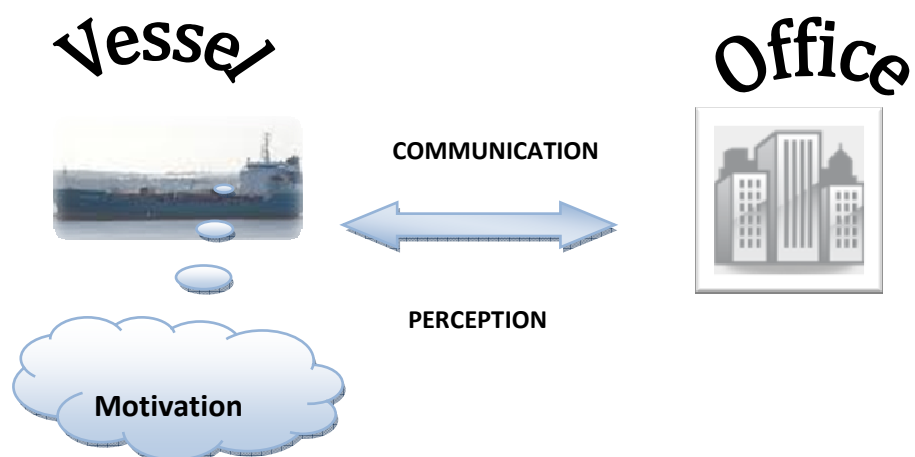 Vessel
Office
COMMUNICATION
PERCEPTION
Motivation